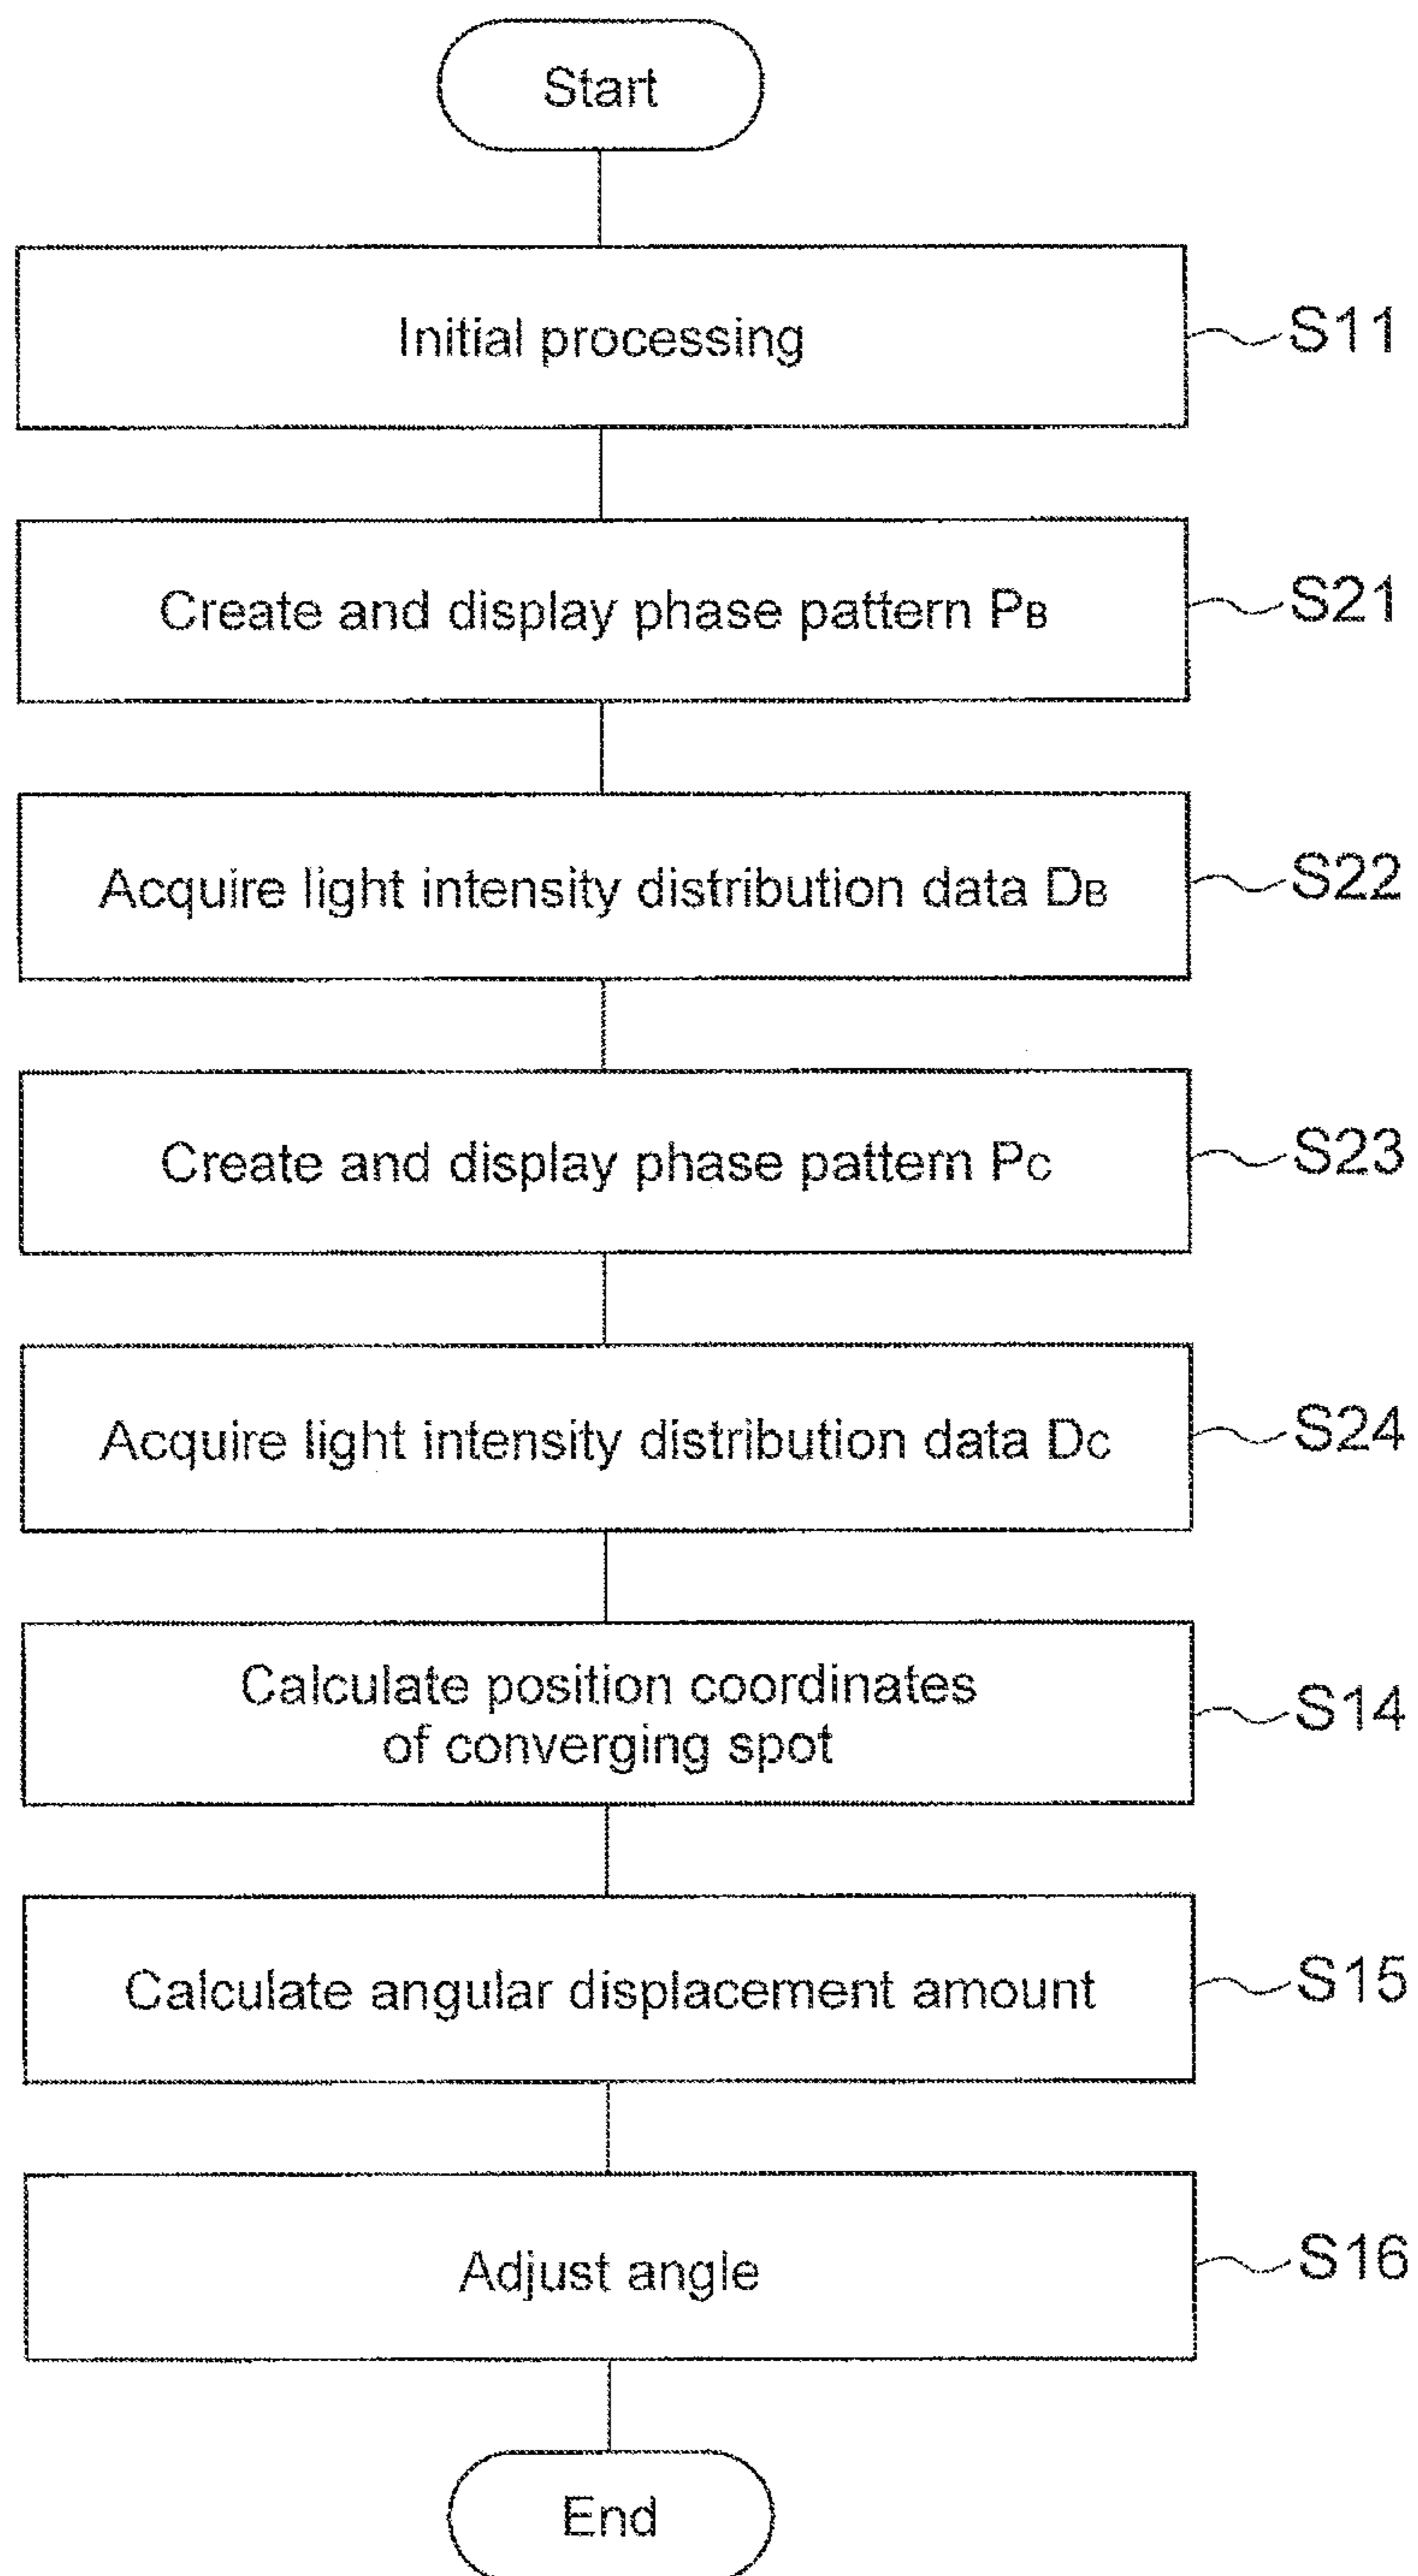 Start
Initial processing
S11
Create and display phase pattern PB
S21
Acquire light intensity distribution data DB
S22
Create and display phase pattern PC
S23
Acquire light intensity distribution data DC
S24
Calculate position coordinates
of converging spot
S14
Calculate angular displacement amount
S15
Adjust angle
S16
End